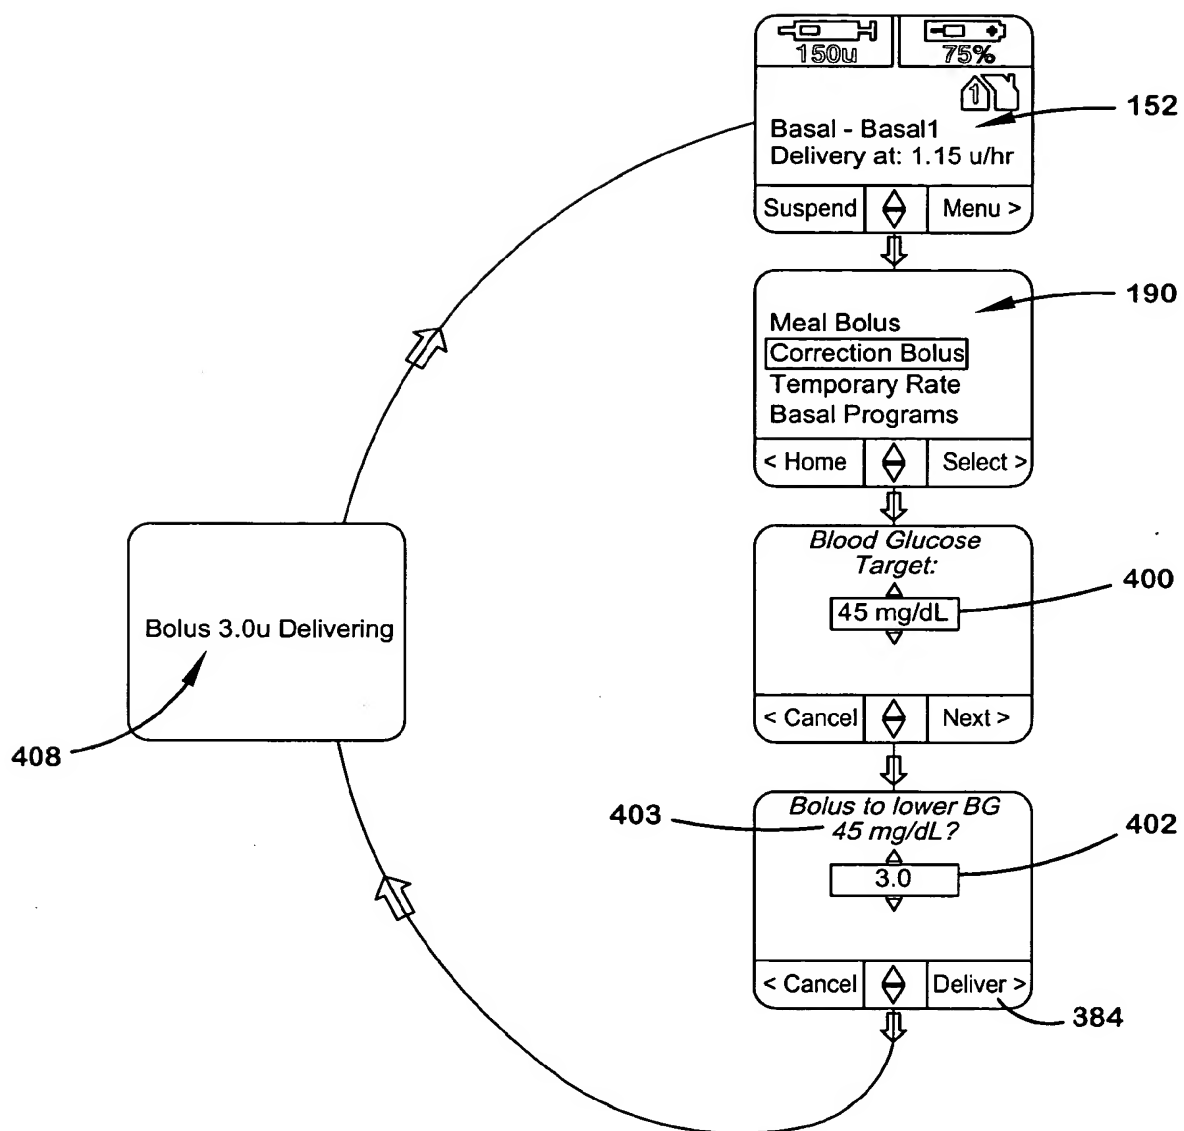 150u
75%
1
152
Basal - Basal1
Delivery at: 1.15 u/hr
Suspend
Menu >
190
Meal Bolus
Correction Bolus
Temporary Rate
Basal Programs
< Home
Select >
Blood Glucose
Target:
400
45 mg/dL
< Cancel
Next >
Bolus 3.0u Delivering
408
Bolus to lower BG
403
45 mg/dL?
402
3.0
< Cancel
Deliver >
384